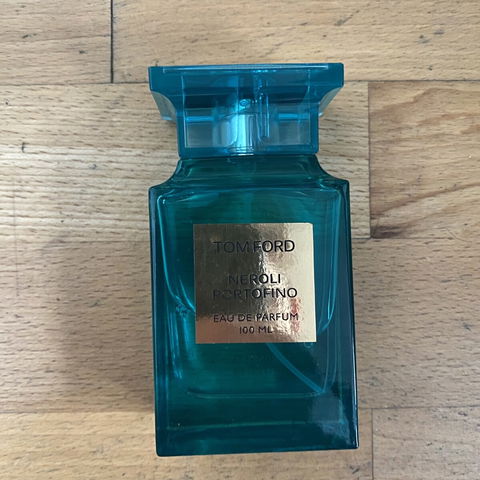 TOM FORD
NEROLI
PORTOFINO
EAU DE PARFUM
100 ML